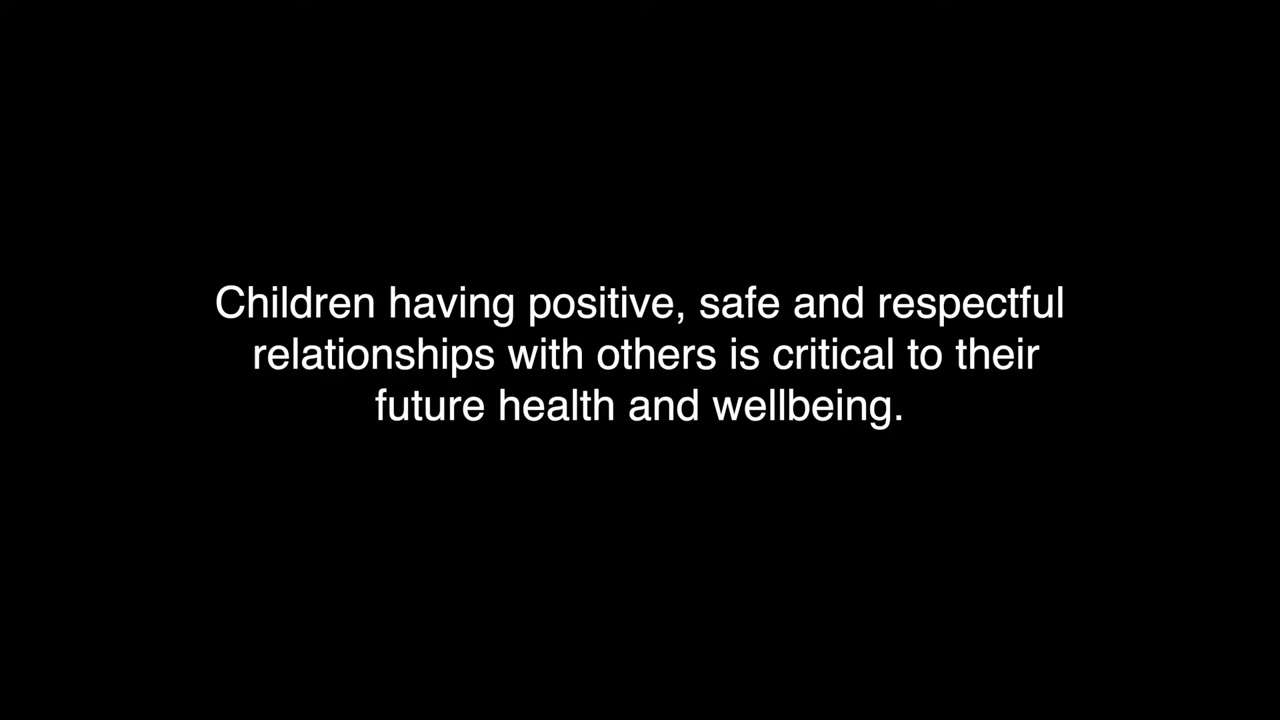 Children having positive, safe and respectful
relationships with others is critical to their
future health and wellbeing.